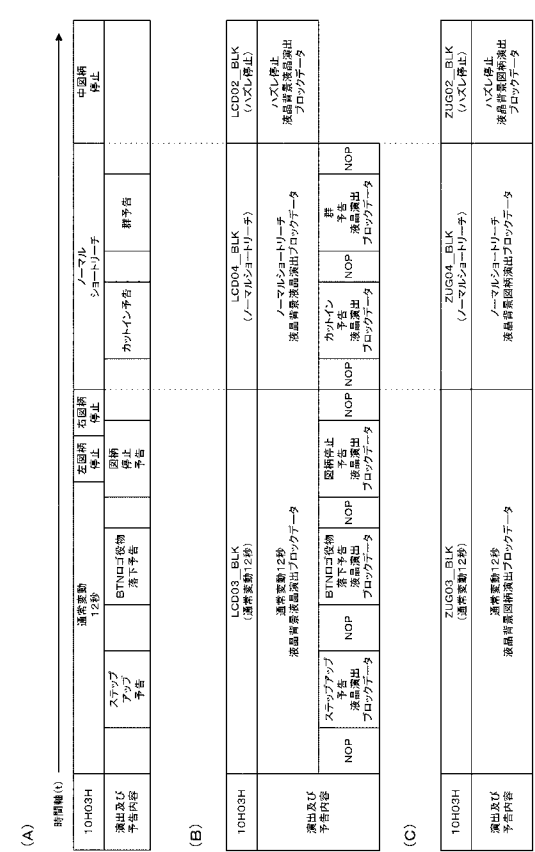 (A)
時間軸(t)
10H03H
通常変動
12秒
左図柄
停止
右図柄
停止
ノーマル
ショートリーチ
中図柄
停止
演出及び
予告内容
ステップ
アップ
予告
BTNロゴ役物
落下予告
図柄
停止
予告
カットイン予告
群予告
(B)
10H03H
LCD03__BLK
(通常変動12秒)
LCD04__BLK
(ノーマルショートリーチ)
LCD02__BLK
(ハズレ停止)
演出及び
予告内容
通常変動12秒
液晶背景液晶演出ブロックデータ
ノーマルショートリーチ
液晶背景液晶演出ブロックデータ
ハズレ停止
液晶背景液晶演出
ブロックデータ
NOP
ステップアップ
予告
液晶演出
ブロックデータ
NOP
BTNロゴ役物
落下予告
液晶演出
ブロックデータ
NOP
図柄停止
予告
液晶演出
ブロックデータ
NOP
NOP
カットイン
予告
液晶演出
ブロックデータ
NOP
群
予告
液晶演出
ブロックデータ
NOP
(C)
10H03H
ZUG03__BLK
(通常変動12秒)
ZUG04__BLK
(ノーマルショートリーチ)
ZUG02__BLK
(ハズレ停止)
演出及び
予告内容
通常変動12秒
液晶背景図柄演出ブロックデータ
ノーマルショートリーチ
液晶背景図柄演出ブロックデータ
ハズレ停止
液晶背景図柄演出
ブロックデータ